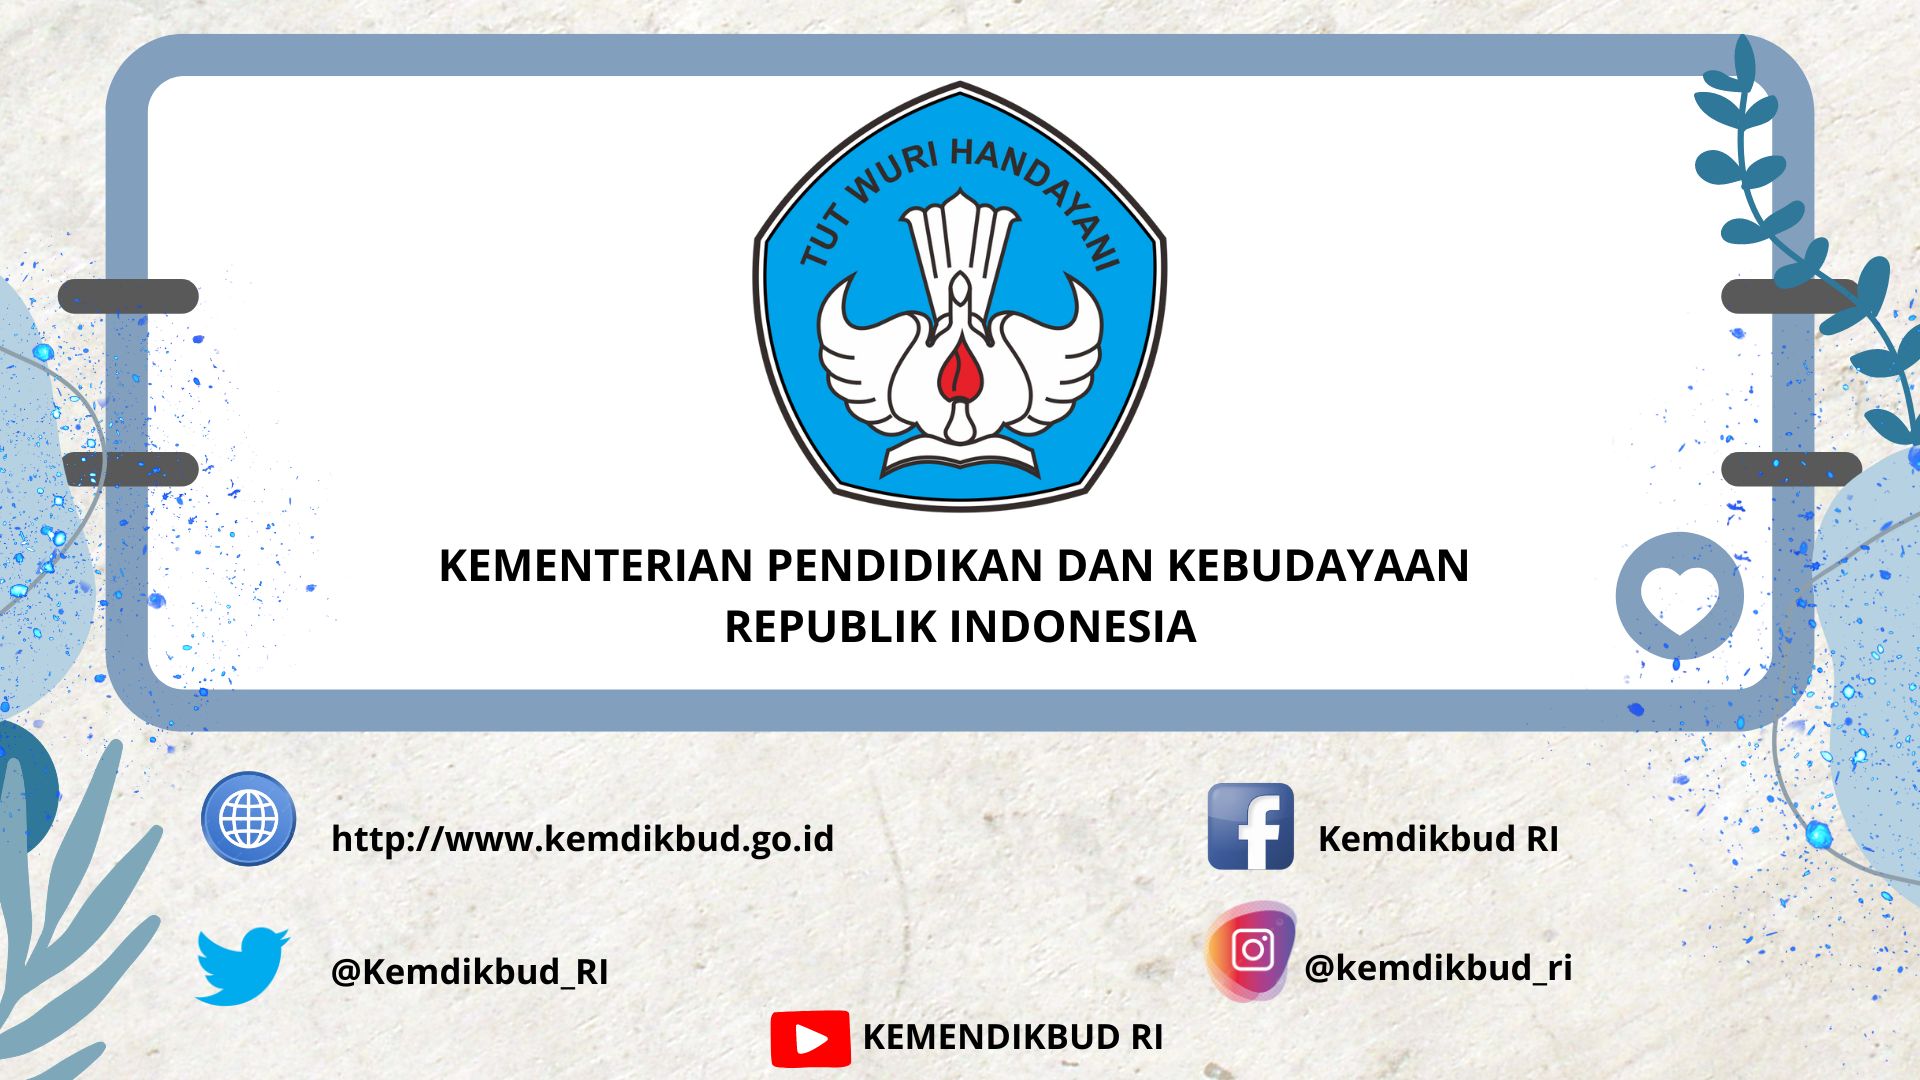 TUT WURI HANDAYANI
KEMENTERIAN PENDIDIKAN DAN KEBUDAYAAN
REPUBLIK INDONESIA
http://www.kemdikbud.go.id
Kemdikbud RI
@Kemdikbud_RI
@kemdikbud_ri
KEMENDIKBUD RI